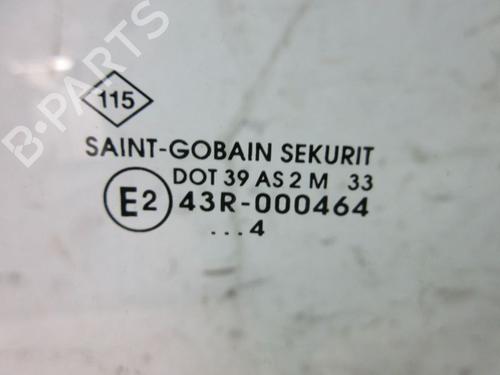 B-PARTS
115
SAINT-GOBAIN SEKURIT
DOT 39 AS 2 M 33
E2 43R-000464
...4